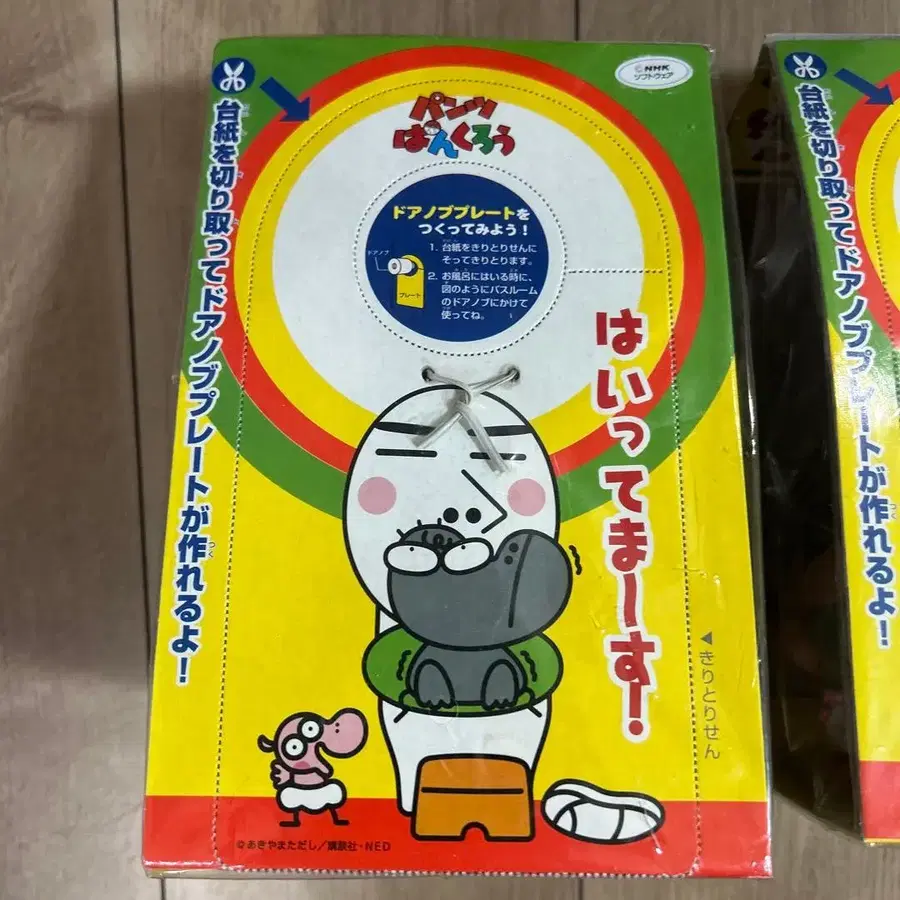 台紙を切り取ってドアノブプレートが作れるよ！
つく
©NHK
ソフトウェア
パンツ
ぱんくろう
ドアノブプレートを
つくってみよう！
1. 台紙をきりとりせんに
そってきりとります。
2. お風呂にはいる時に、
図のようにバスルーム
のドアノブにかけて
使ってね。
ドアノブ
プレート
はいってまーす！
◀きりとりせん
©あきやまただし／講談社・NED
台紙を切り取ってドアノブプレートが作れるよ！
つく